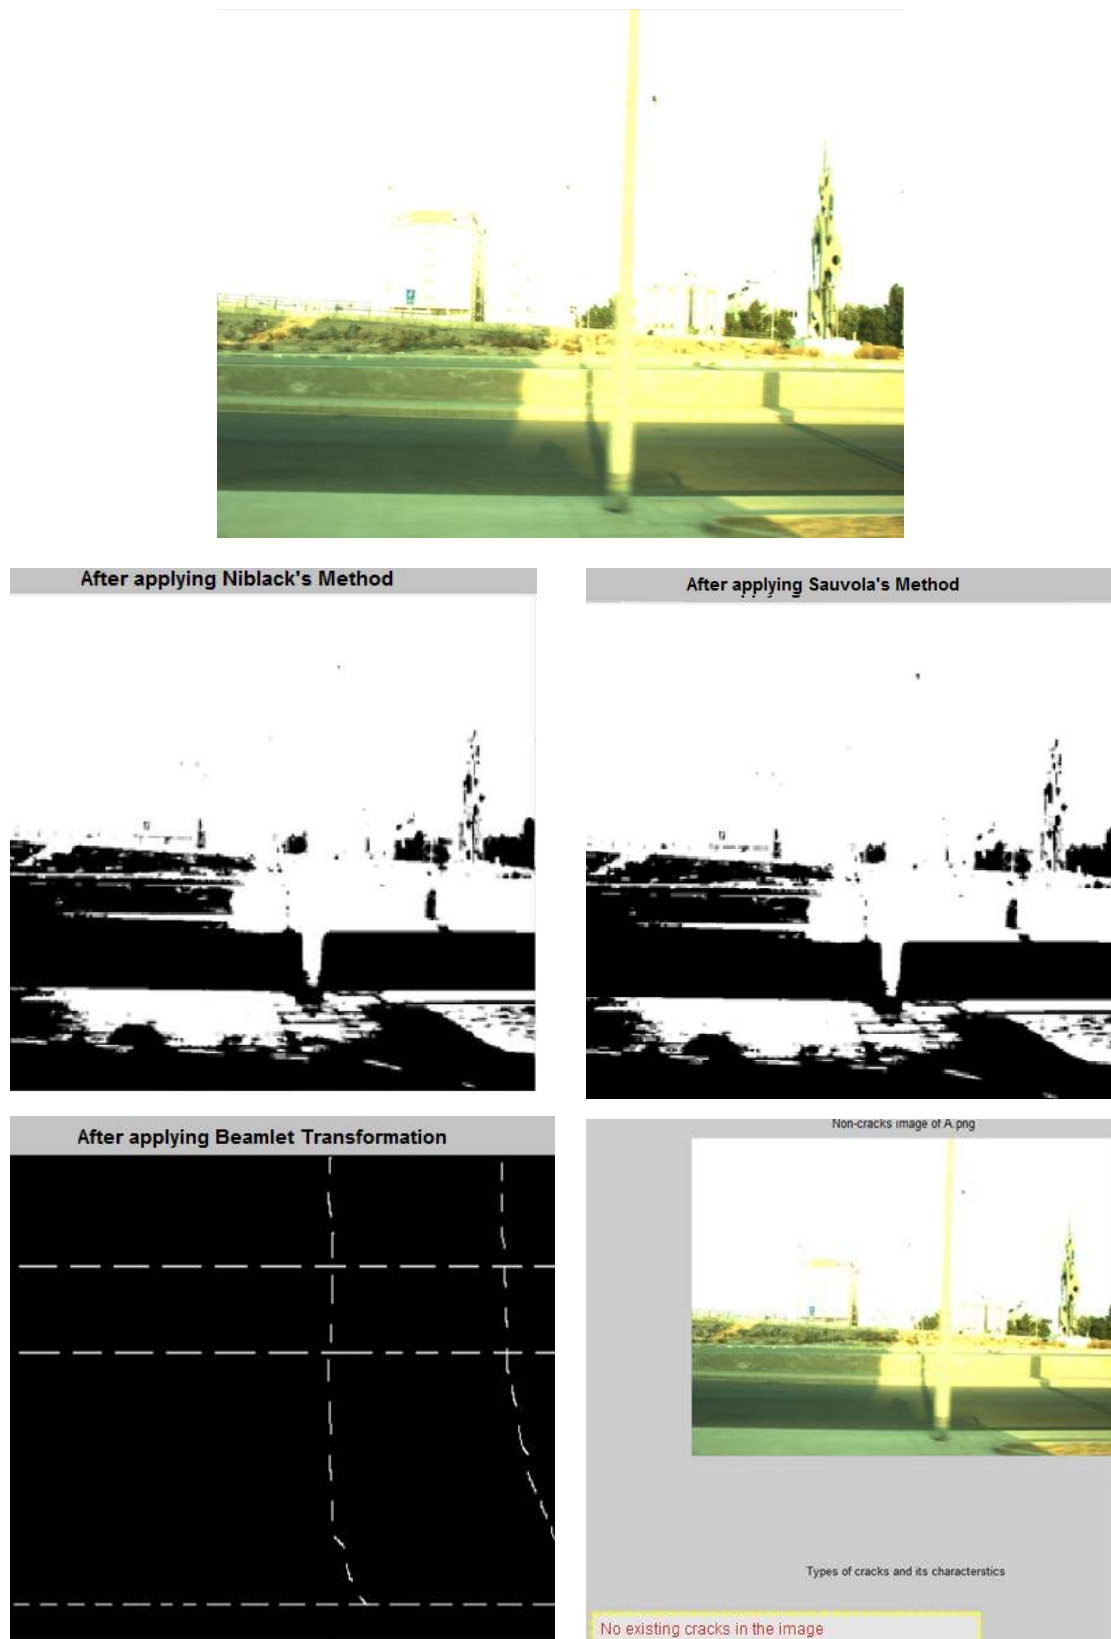 After applying Niblack's Method
After applying Sauvola's Method
After applying Beamlet Transformation
Non-cracks image of A.png
Types of cracks and its characterstics
No existing cracks in the image